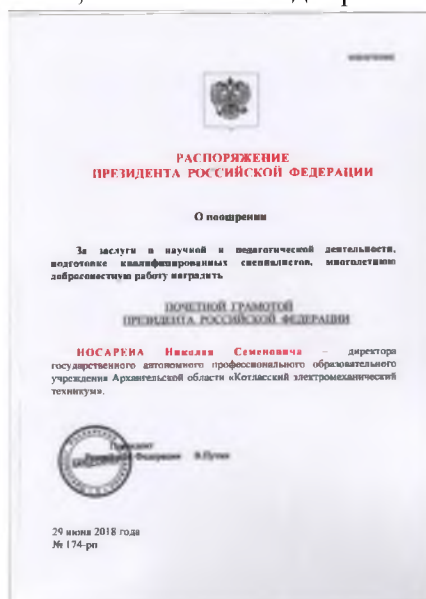 РАСПОРЯЖЕНИЕ
ПРЕЗИДЕНТА РОССИЙСКОЙ ФЕДЕРАЦИИ
О поощрении
За заслуги в научной и педагогической деятельности,
подготовке квалифицированных специалистов, многолетнюю
добросовестную работу наградить
ПОЧЕТНОЙ ГРАМОТОЙ
ПРЕЗИДЕНТА РОССИЙСКОЙ ФЕДЕРАЦИИ
НОСАРЕВА Николая Семеновича – директора
государственного автономного профессионального образовательного
учреждения Архангельской области «Котласский электромеханический
техникум».
Президент
Российской Федерации В.Путин
29 июня 2018 года
№ 174-рп